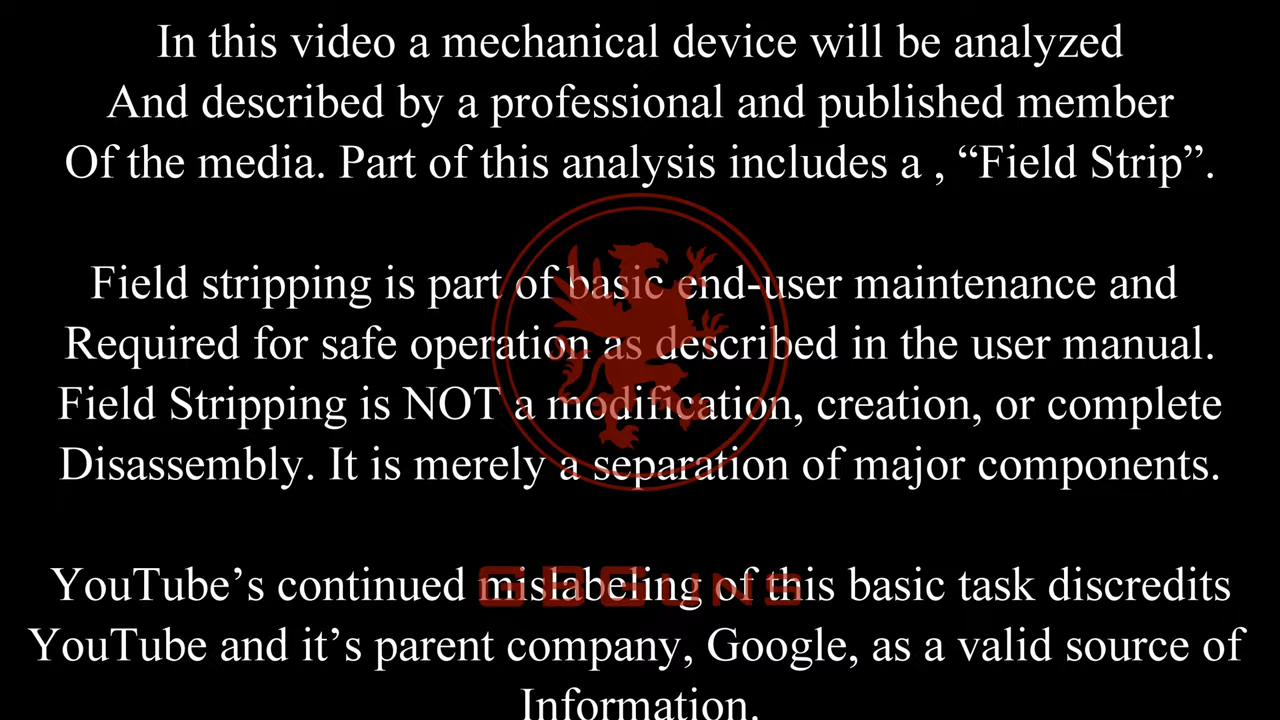 In this video a mechanical device will be analyzed
And described by a professional and published member
Of the media. Part of this analysis includes a , “Field Strip”.
Field stripping is part of basic end-user maintenance and
Required for safe operation as described in the user manual.
Field Stripping is NOT a modification, creation, or complete
Disassembly. It is merely a separation of major components.
YouTube’s continued mislabeling of this basic task discredits
GBGuns
YouTube and it’s parent company, Google, as a valid source of
Information.